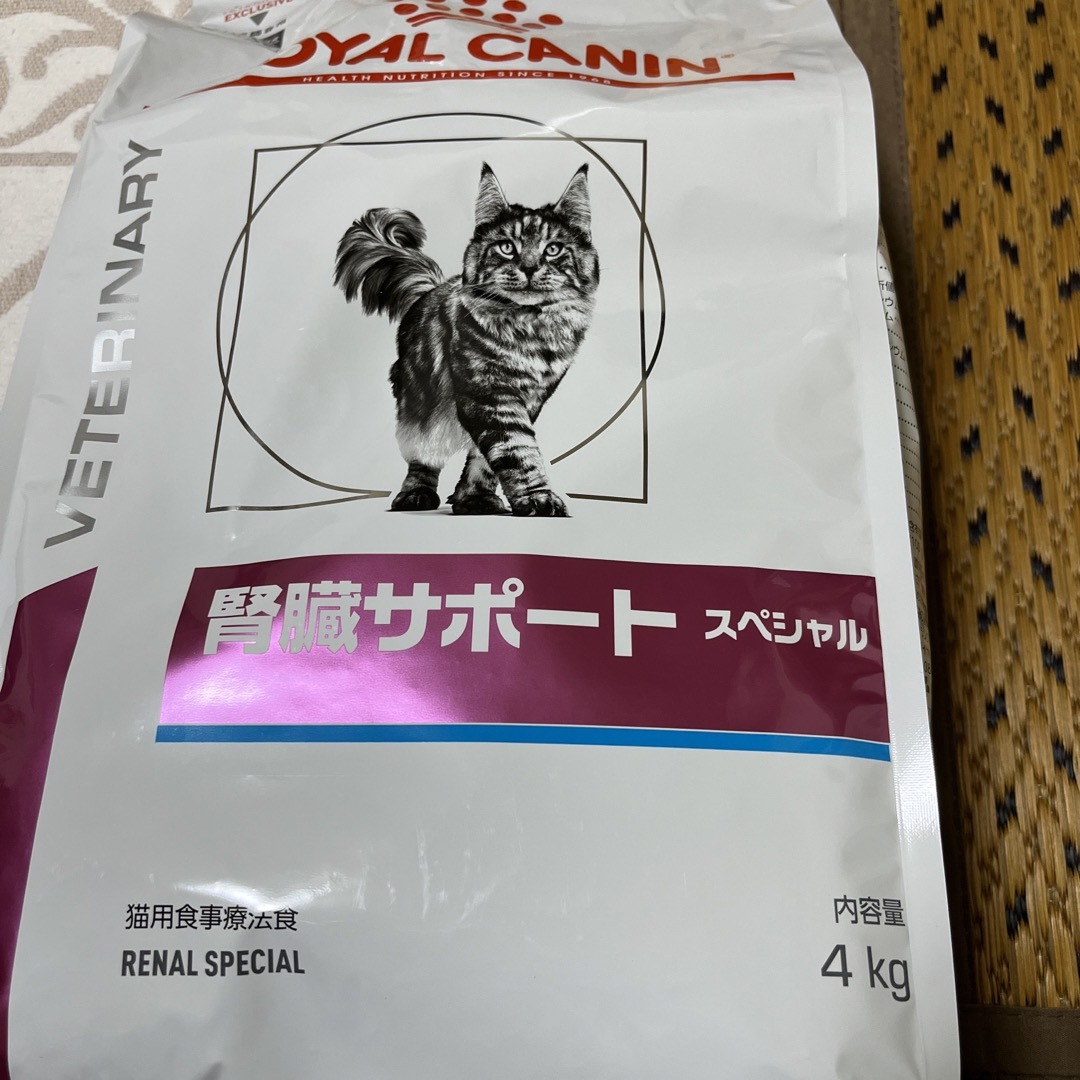 EXCLUSIVE
ROYAL CANIN
HEALTH NUTRITION SINCE 1968
VETERINARY
腎臓サポート スペシャル
猫用食事療法食
RENAL SPECIAL
内容量
4 kg